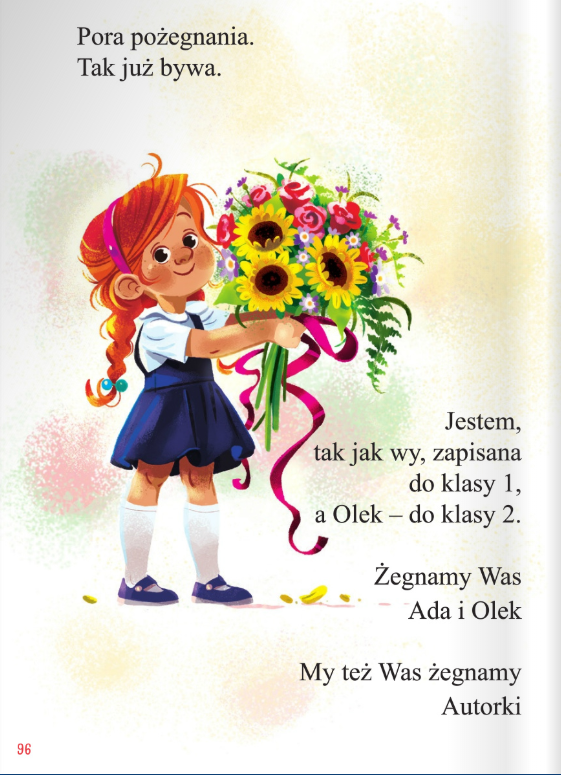 Pora pożegnania.
Tak już bywa.
Jestem,
tak jak wy, zapisana
do klasy 1,
a Olek – do klasy 2.
Żegnamy Was
Ada i Olek
My też Was żegnamy
Autorki
96